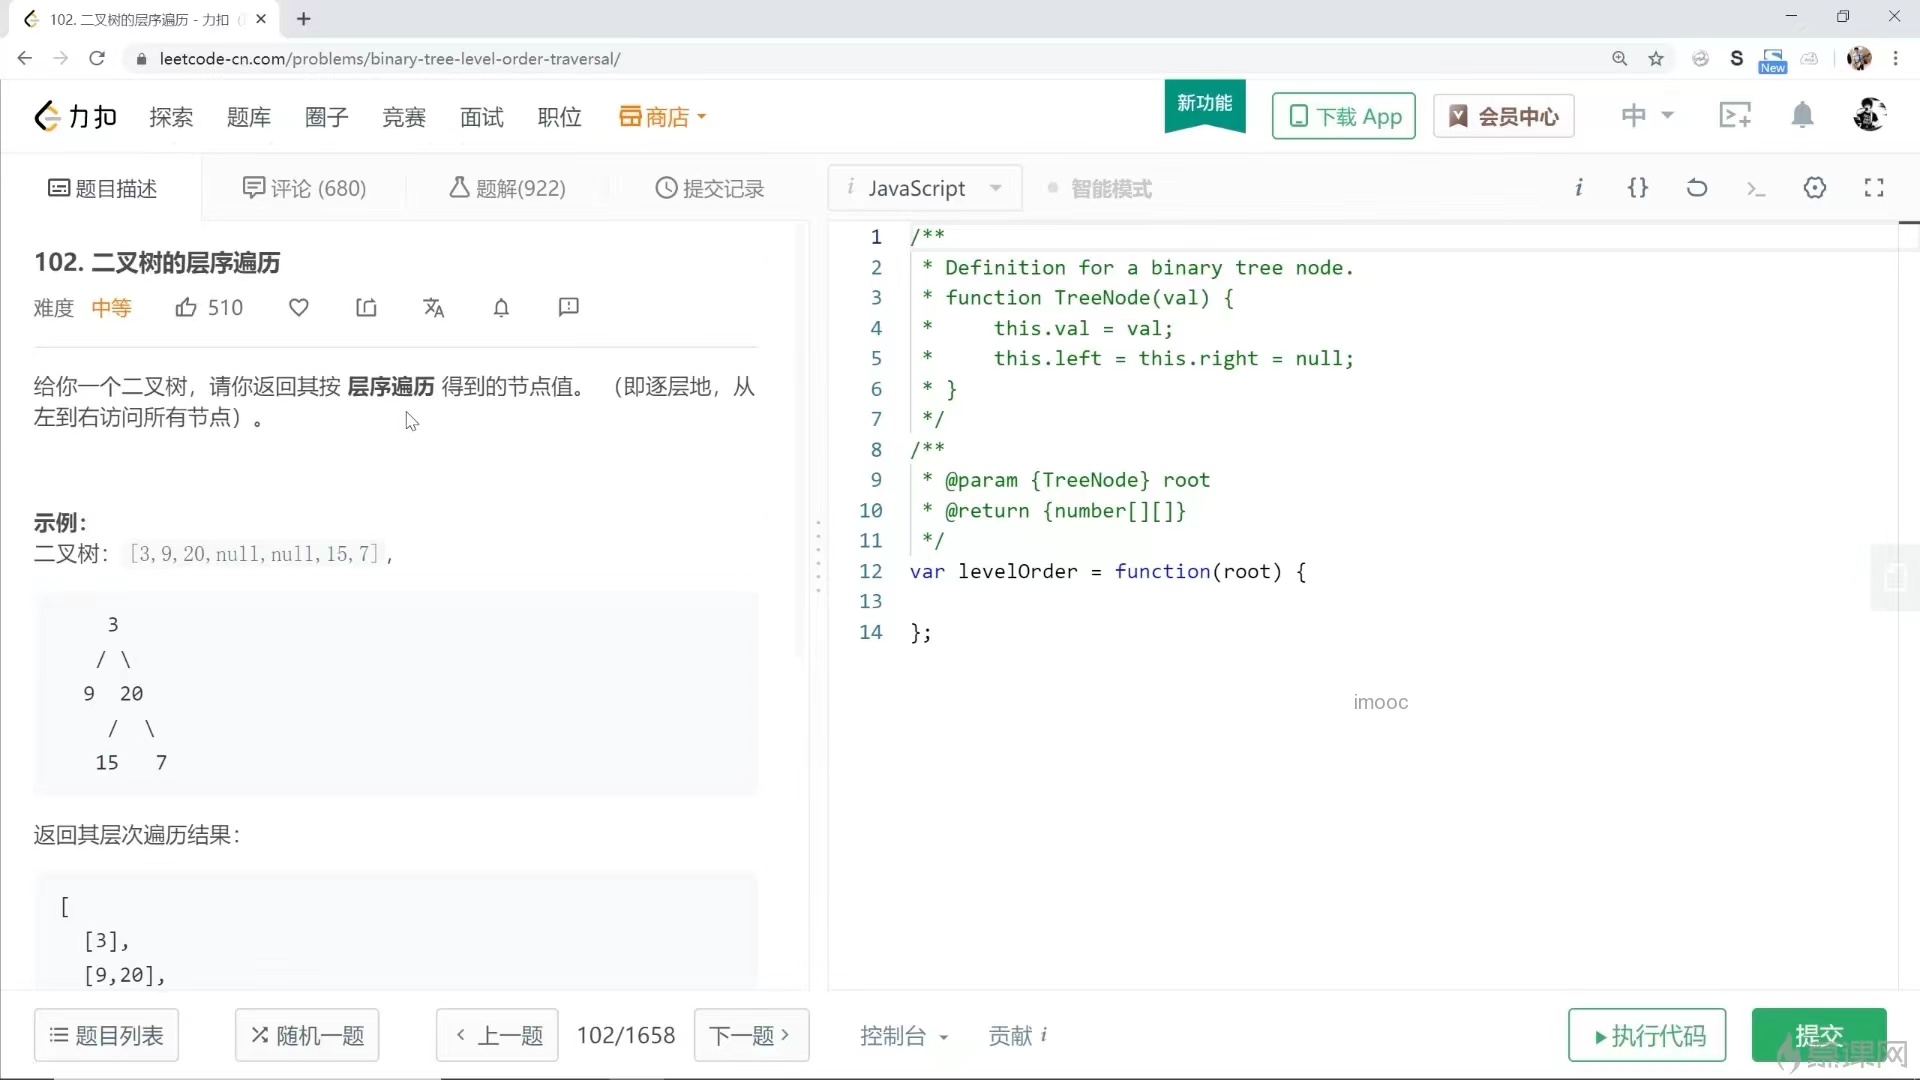 102. 二叉树的层序遍历 - 力扣 (
leetcode-cn.com/problems/binary-tree-level-order-traversal/
S
New
力扣
探索
题库
圈子
竞赛
面试
职位
商店
新功能
下载 App
会员中心
中
题目描述
评论 (680)
题解(922)
提交记录
i JavaScript
智能模式
i {} >_
102. 二叉树的层序遍历
难度 中等 510
给你一个二叉树，请你返回其按 层序遍历 得到的节点值。 （即逐层地，从
左到右访问所有节点）。
示例：
二叉树：[3,9,20,null,null,15,7],
3
/ \
9 20
/ \
15 7
返回其层次遍历结果：
[
[3],
[9,20],
1 /**
2 * Definition for a binary tree node.
3 * function TreeNode(val) {
4 * this.val = val;
5 * this.left = this.right = null;
6 * }
7 */
8 /**
9 * @param {TreeNode} root
10 * @return {number[][]}
11 */
12 var levelOrder = function(root) {
13
14 };
imooc
题目列表
随机一题
上一题
102/1658
下一题
控制台
贡献 i
执行代码
提交
慕课网